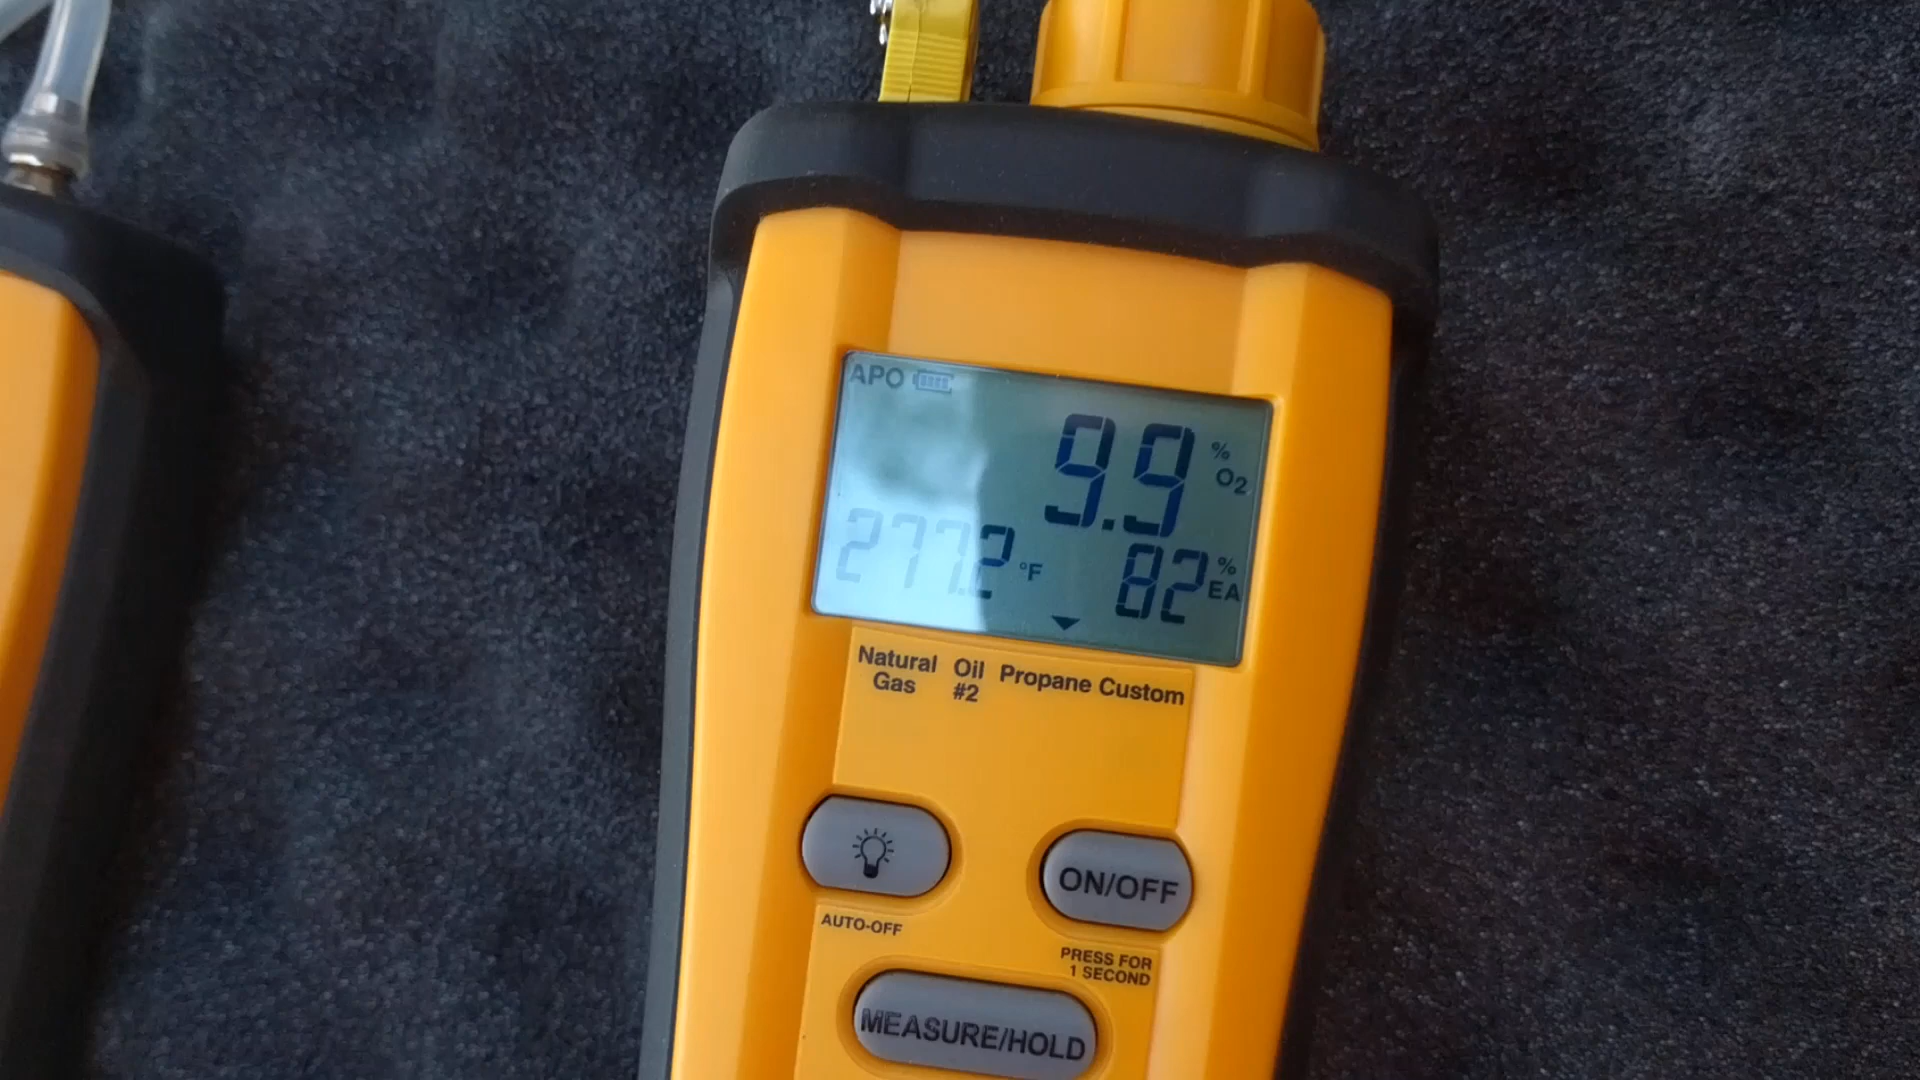 APO
9.9 % O2
277.2 °F 82 % EA
Natural Gas Oil #2 Propane Custom
ON/OFF
AUTO-OFF
PRESS FOR
1 SECOND
MEASURE/HOLD